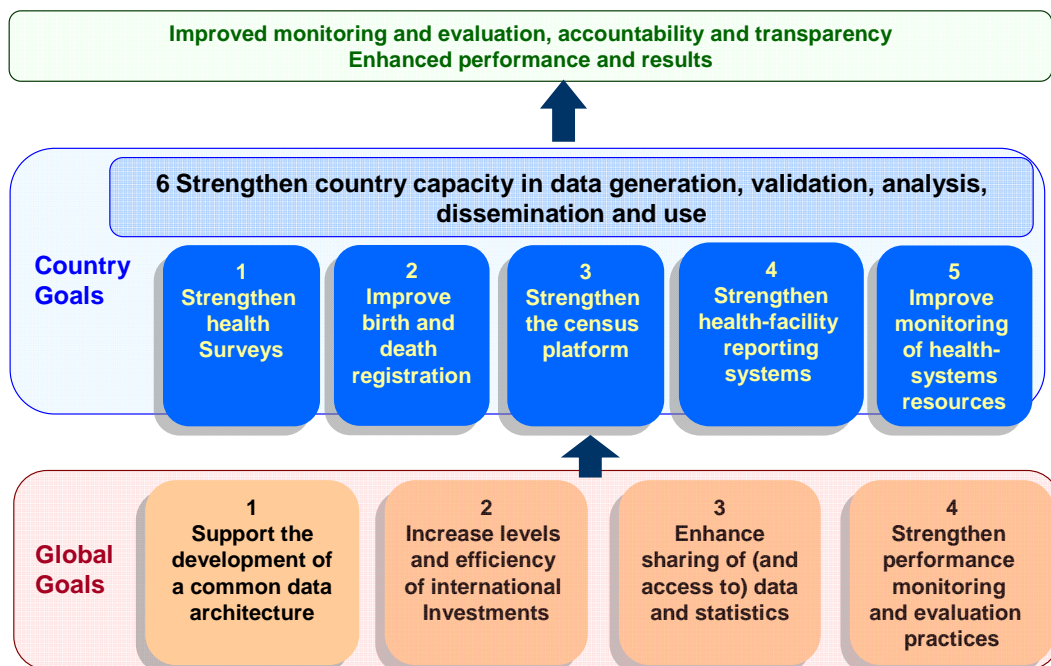 Improved monitoring and evaluation, accountability and transparency
Enhanced performance and results
6 Strengthen country capacity in data generation, validation, analysis,
dissemination and use
Country
Goals
1
Strengthen
health
Surveys
2
Improve
birth and
death
registration
3
Strengthen
the census
platform
4
Strengthen
health-facility
reporting
systems
5
Improve
monitoring
of health-
systems
resources
Global
Goals
1
Support the
development of
a common data
architecture
2
Increase levels
and efficiency
of international
Investments
3
Enhance
sharing of (and
access to) data
and statistics
4
Strengthen
performance
monitoring
and evaluation
practices